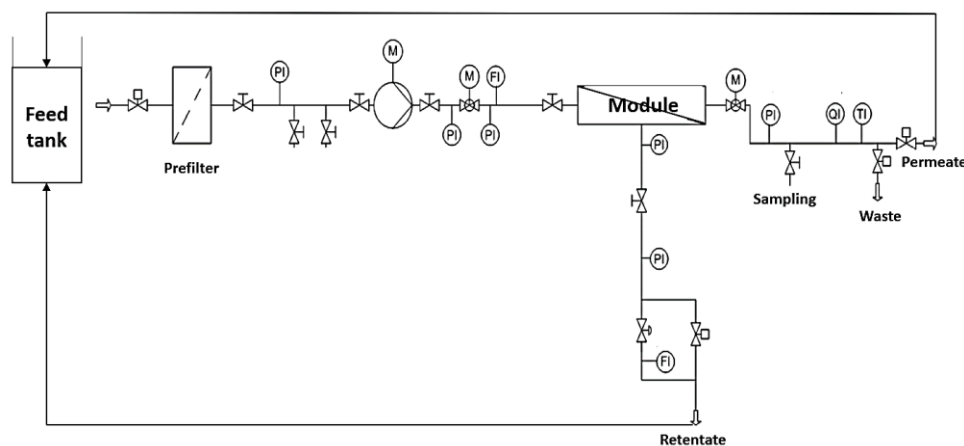 M
M
FI
PI
Feed
tank
Module
M
PI
QI
TI
PI
PI
PI
Permeate
Prefilter
Sampling
Waste
PI
FI
Retentate